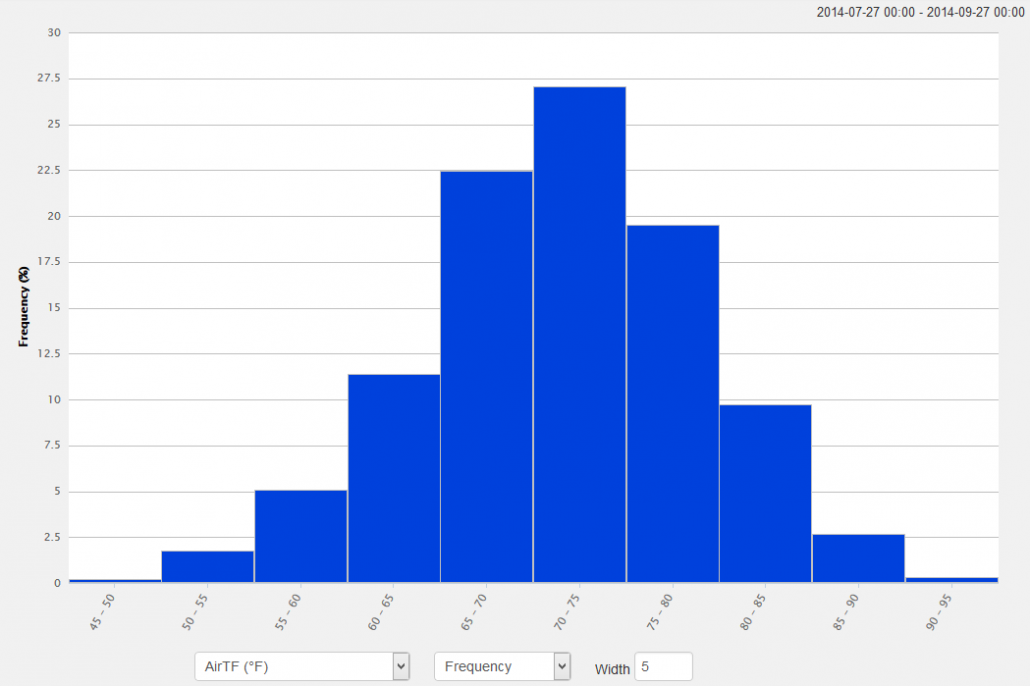 2014-07-27 00:00 - 2014-09-27 00:00
30
27.5
25
22.5
20
17.5
15
12.5
10
7.5
5
2.5
0
Frequency (%)
45 – 50
50 – 55
55 – 60
60 – 65
65 – 70
70 – 75
75 – 80
80 – 85
85 – 90
90 – 95
AirTF (°F)
Frequency
Width 5